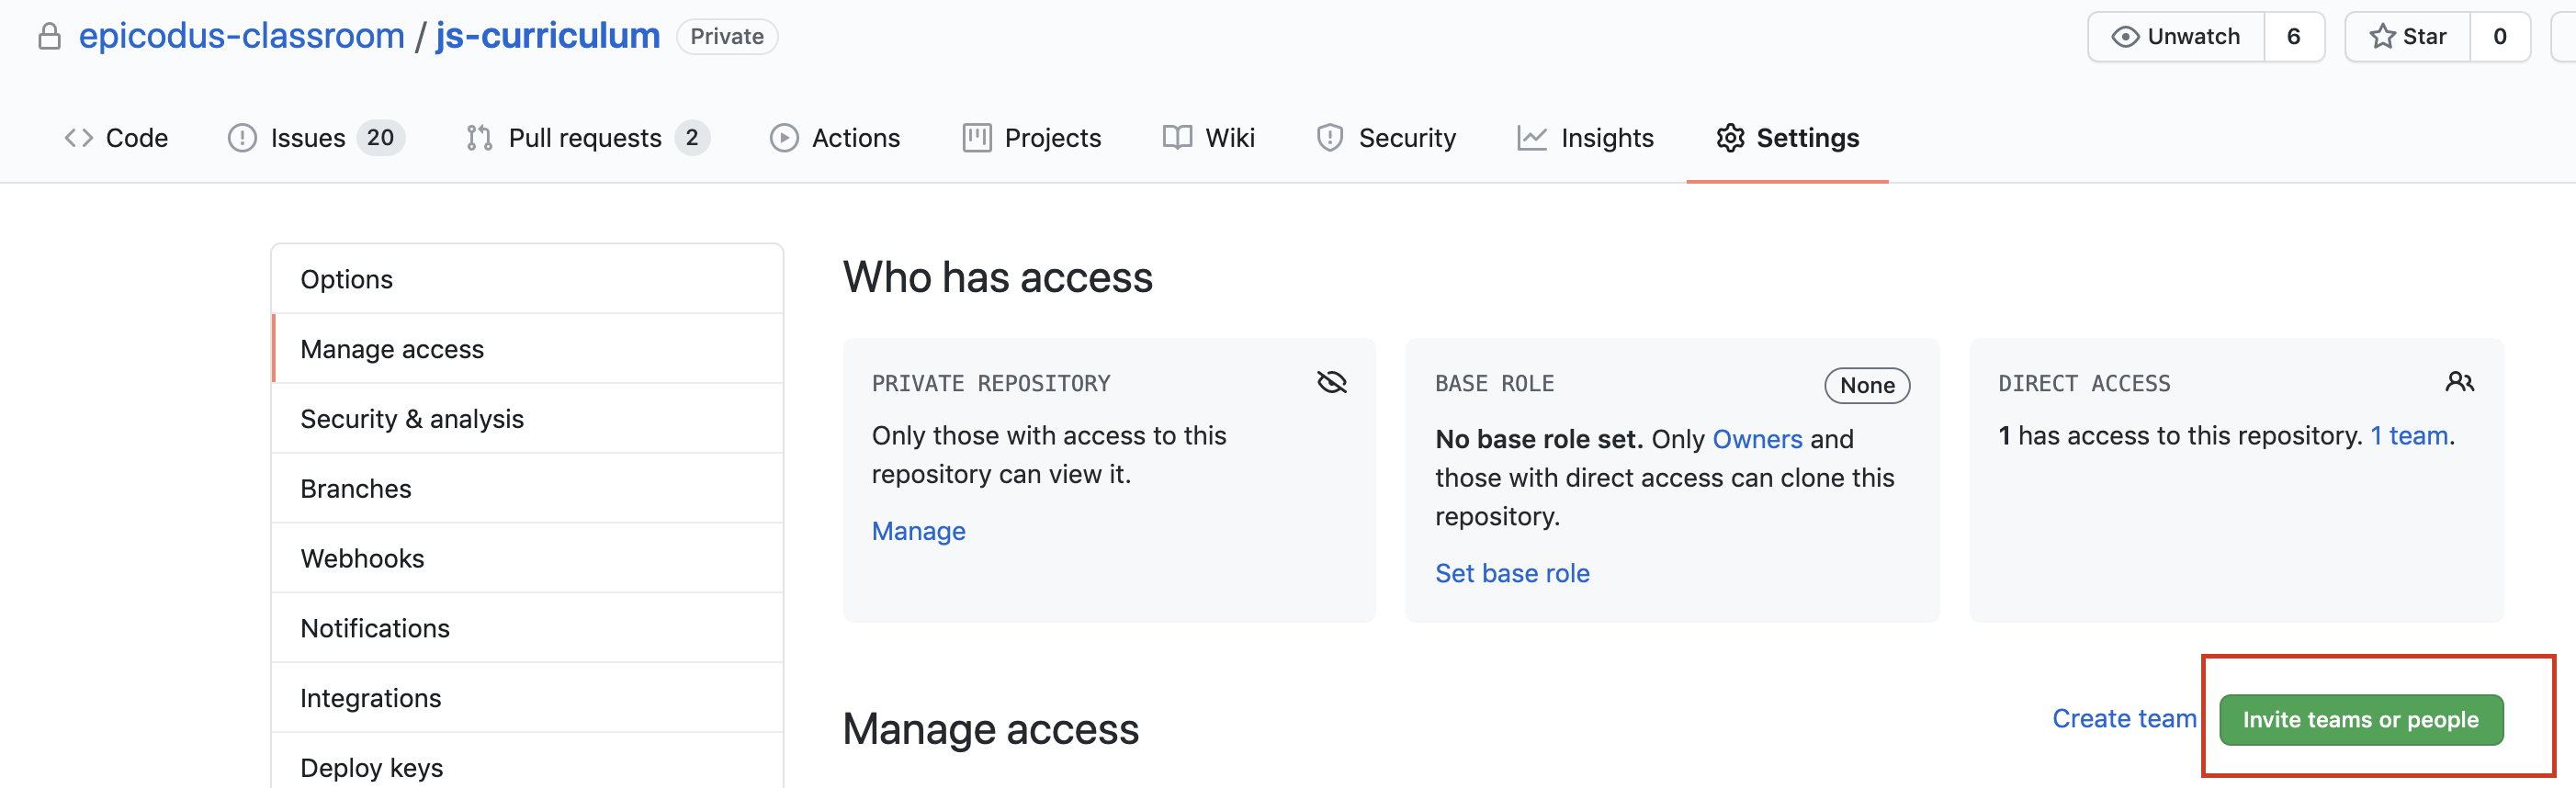 epicodus-classroom / js-curriculum Private Unwatch 6 Star 0
Code Issues 20 Pull requests 2 Actions Projects Wiki Security Insights Settings
Options
Manage access
Security & analysis
Branches
Webhooks
Notifications
Integrations
Deploy keys
Who has access
PRIVATE REPOSITORY
Only those with access to this
repository can view it.
Manage
BASE ROLE None
No base role set. Only Owners and
those with direct access can clone this
repository.
Set base role
DIRECT ACCESS
1 has access to this repository. 1 team.
Manage access
Create team Invite teams or people